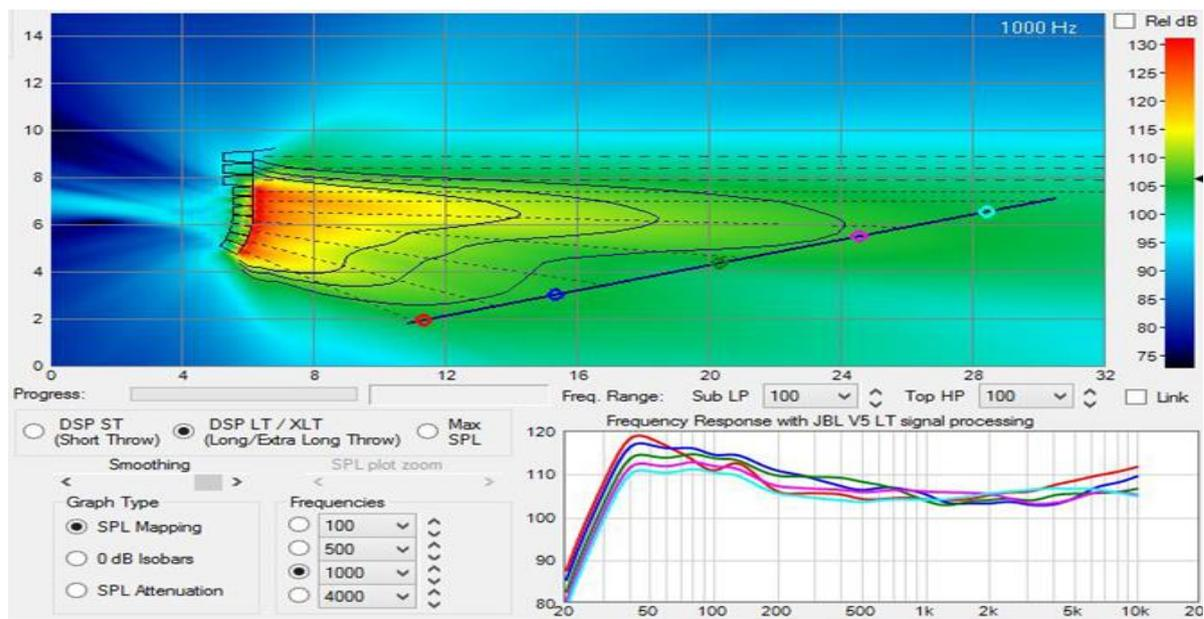 1000 Hz
Rel dB
14
12
10
8
6
4
2
0
0 4 8 12 16 20 24 28 32
130
125
120
115
110
105
100
95
90
85
80
75
Progress:
Freq. Range: Sub LP 100 Top HP 100 Link
DSP ST
(Short Throw)
DSP LT / XLT
(Long/Extra Long Throw)
Max
SPL
Smoothing
< >
SPL plot zoom
< >
Graph Type
SPL Mapping
0 dB Isobars
SPL Attenuation
Frequencies
100
500
1000
4000
Frequency Response with JBL V5 LT signal processing
120
110
100
90
80
20 50 100 200 500 1k 2k 5k 10k 20